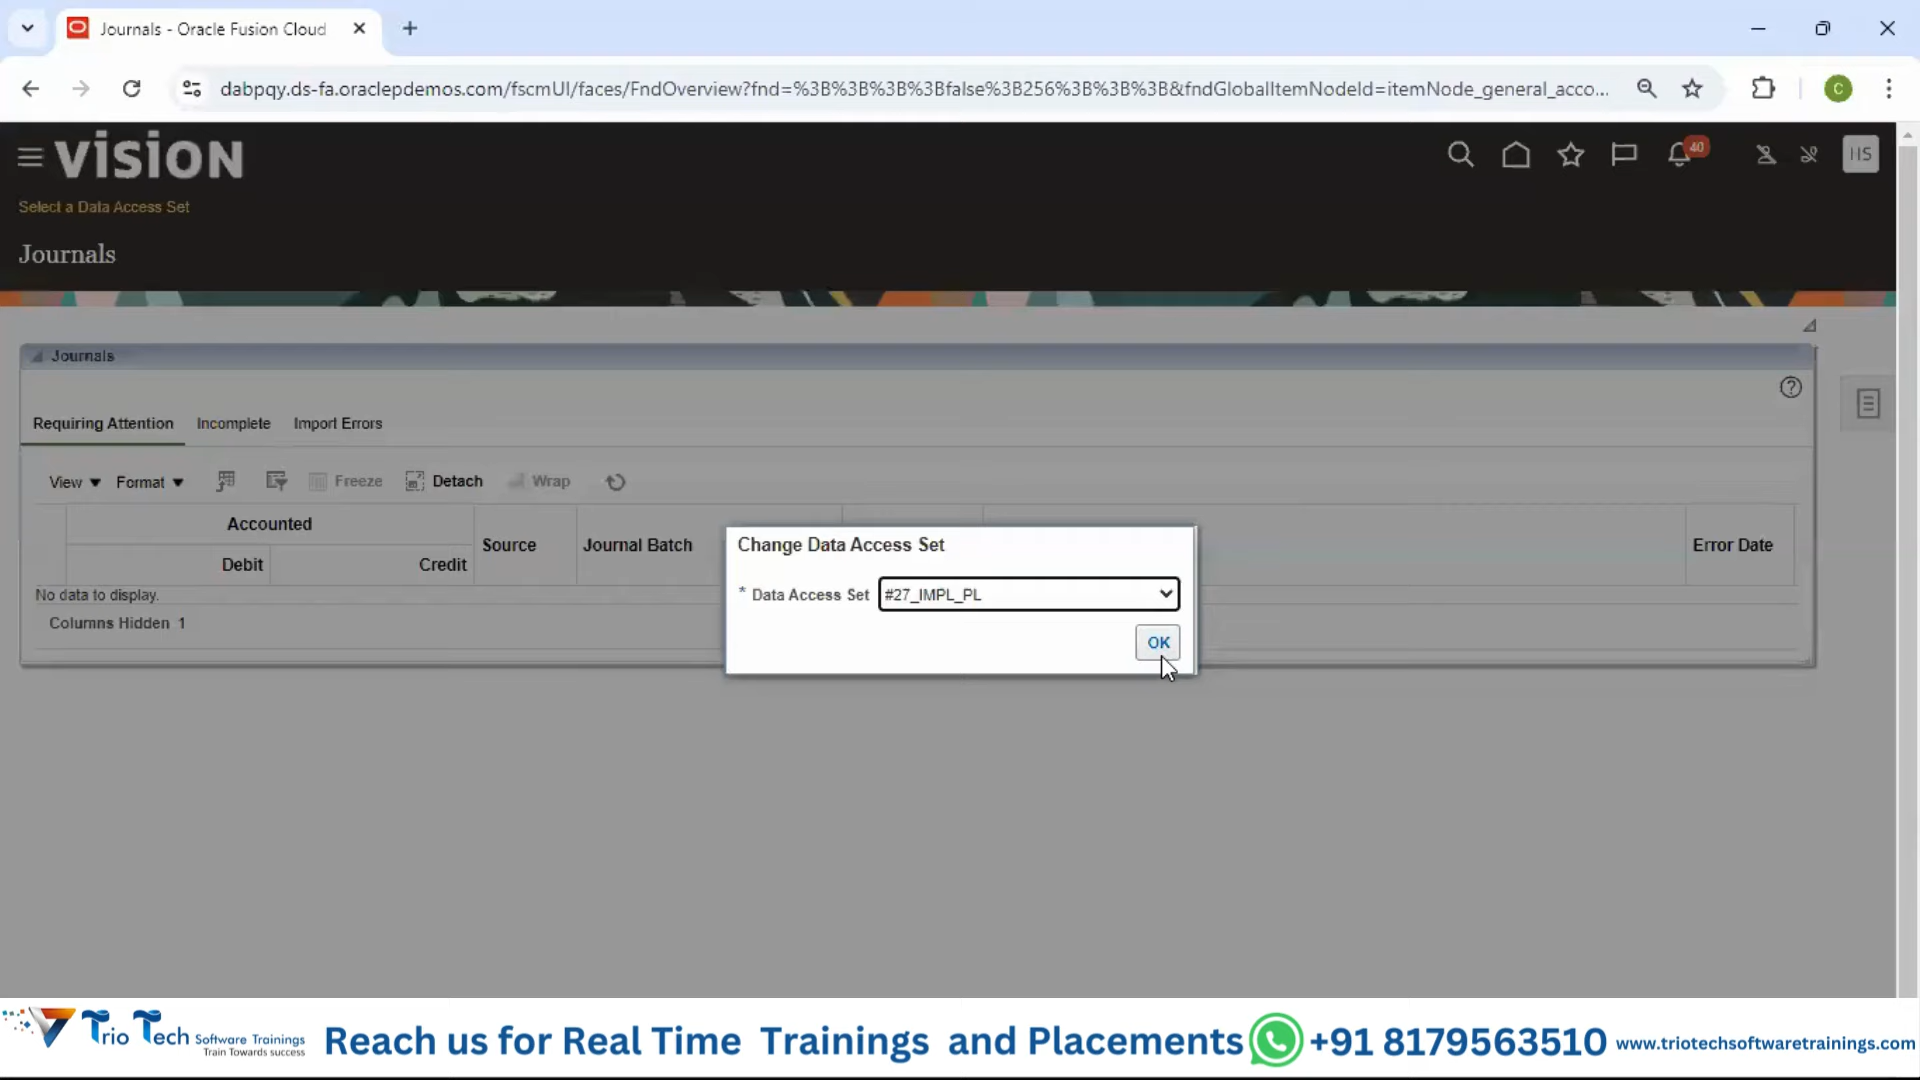 Journals - Oracle Fusion Cloud
dabpqy.ds-fa.oraclepdemos.com/fscmUI/faces/FndOverview?fnd=%3B%3B%3B%3Bfalse%3B256%3B%3B%3B&fndGlobalItemNodeId=itemNode_general_acco...
C
vision
40
HS
Select a Data Access Set
Journals
Journals
Requiring Attention Incomplete Import Errors
View Format Freeze Detach Wrap
Accounted
Debit Credit Source Journal Batch Error Date
No data to display.
Columns Hidden 1
Change Data Access Set
* Data Access Set #27_IMPL_PL
OK
Trio Tech Software Trainings
Train Towards success
Reach us for Real Time Trainings and Placements +91 8179563510 www.triotechsoftwaretrainings.com